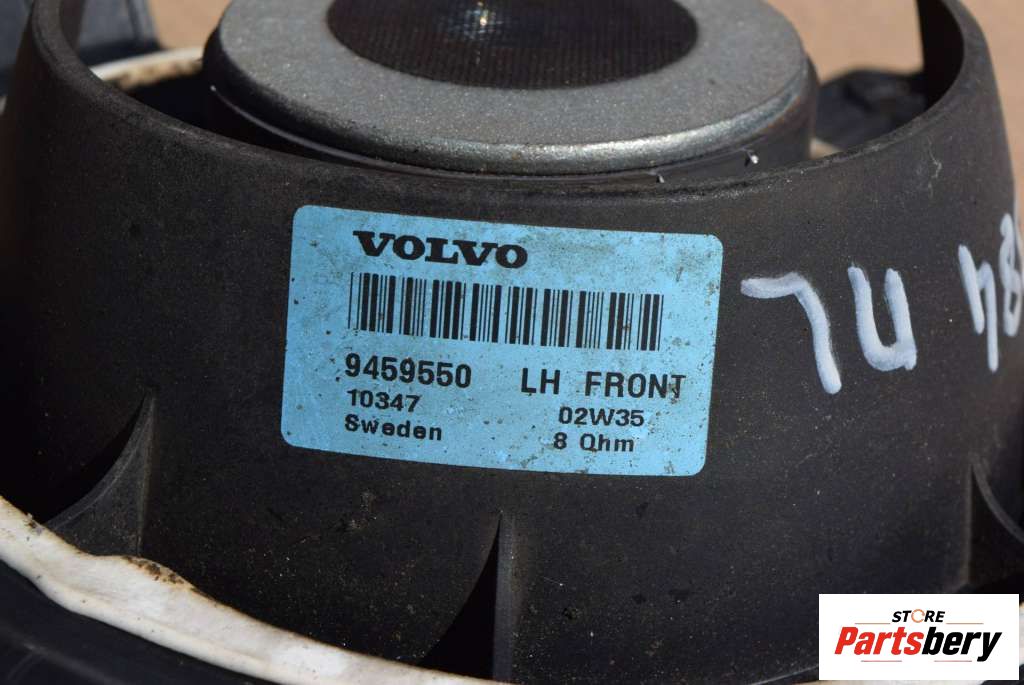 VOLVO
9459550 LH FRONT
10347 02W35
Sweden 8 Ohm
STORE
Partsbery